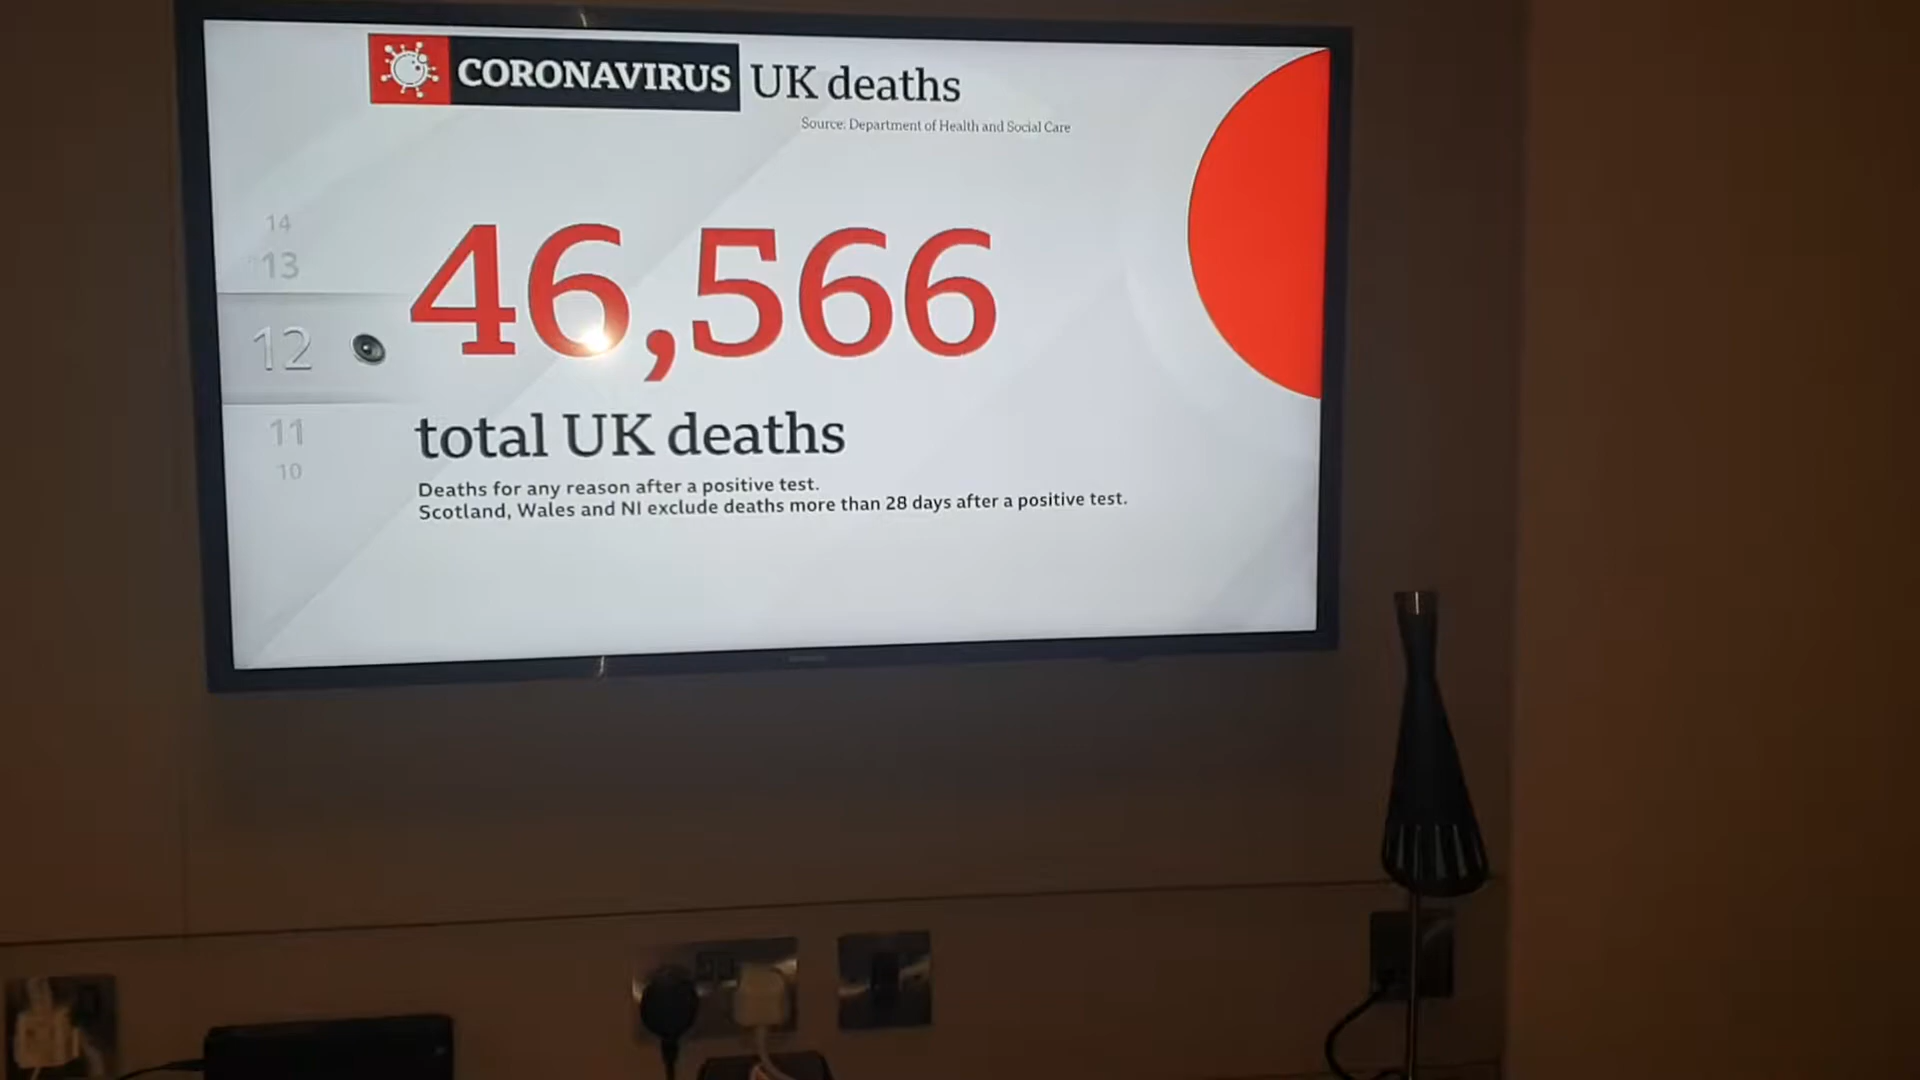 CORONAVIRUS UK deaths
Source: Department of Health and Social Care
14
13
12
11
10
46,566
total UK deaths
Deaths for any reason after a positive test.
Scotland, Wales and NI exclude deaths more than 28 days after a positive test.